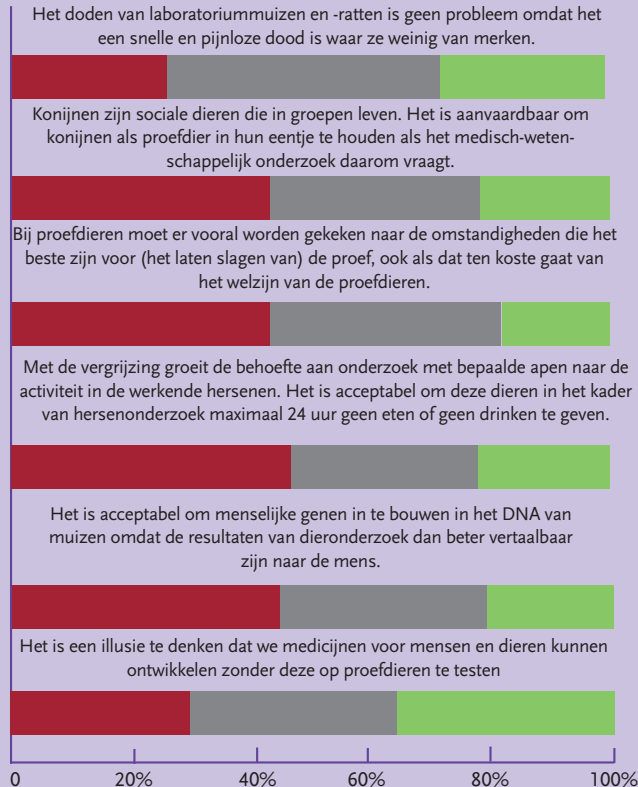 Het doden van laboratoriummuizen en -ratten is geen probleem omdat het
een snelle en pijnloze dood is waar ze weinig van merken.
Konijnen zijn sociale dieren die in groepen leven. Het is aanvaardbaar om
konijnen als proefdier in hun eentje te houden als het medisch-weten-
schappelijk onderzoek daarom vraagt.
Bij proefdieren moet er vooral worden gekeken naar de omstandigheden die het
beste zijn voor (het laten slagen van) de proef, ook als dat ten koste gaat van
het welzijn van de proefdieren.
Met de vergrijzing groeit de behoefte aan onderzoek met bepaalde apen naar de
activiteit in de werkende hersenen. Het is acceptabel om deze dieren in het kader
van hersenonderzoek maximaal 24 uur geen eten of geen drinken te geven.
Het is acceptabel om menselijke genen in te bouwen in het DNA van
muizen omdat de resultaten van dieronderzoek dan beter vertaalbaar
zijn naar de mens.
Het is een illusie te denken dat we medicijnen voor mensen en dieren kunnen
ontwikkelen zonder deze op proefdieren te testen
0 20% 40% 60% 80% 100%